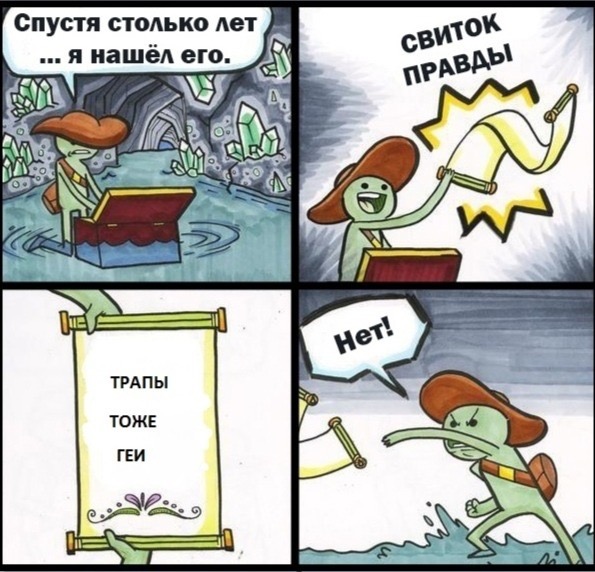 Спустя столько лет
... я нашёл его.
СВИТОК
ПРАВДЫ
ТРАПЫ
ТОЖЕ
ГЕИ
Нет!